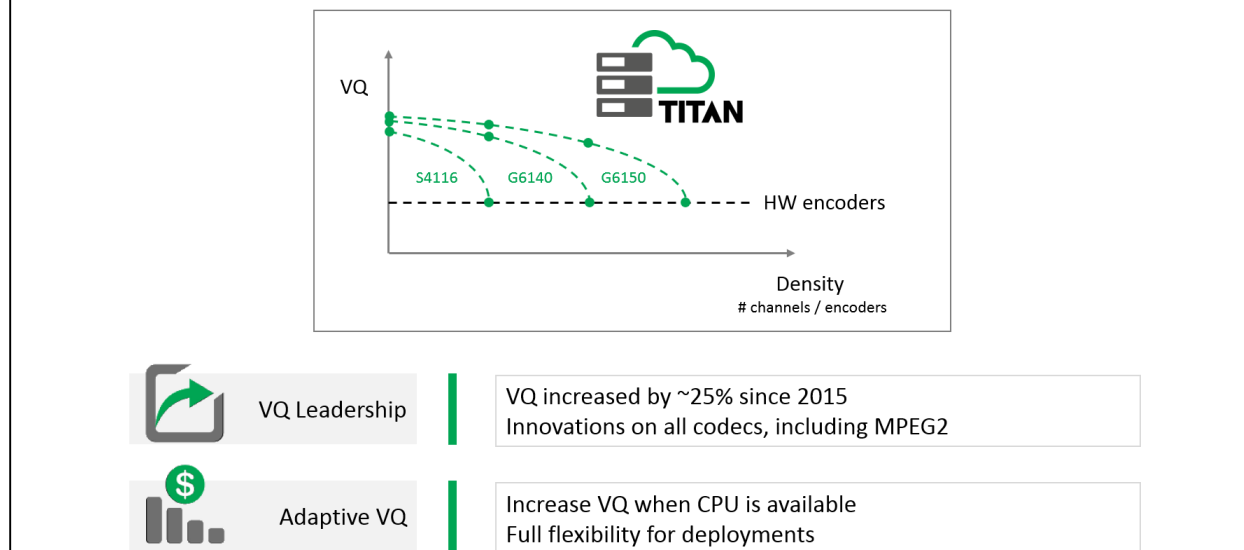 TITAN
VQ
S4116 G6140 G6150
HW encoders
Density
# channels / encoders
VQ Leadership
VQ increased by ~25% since 2015
Innovations on all codecs, including MPEG2
$
Adaptive VQ
Increase VQ when CPU is available
Full flexibility for deployments